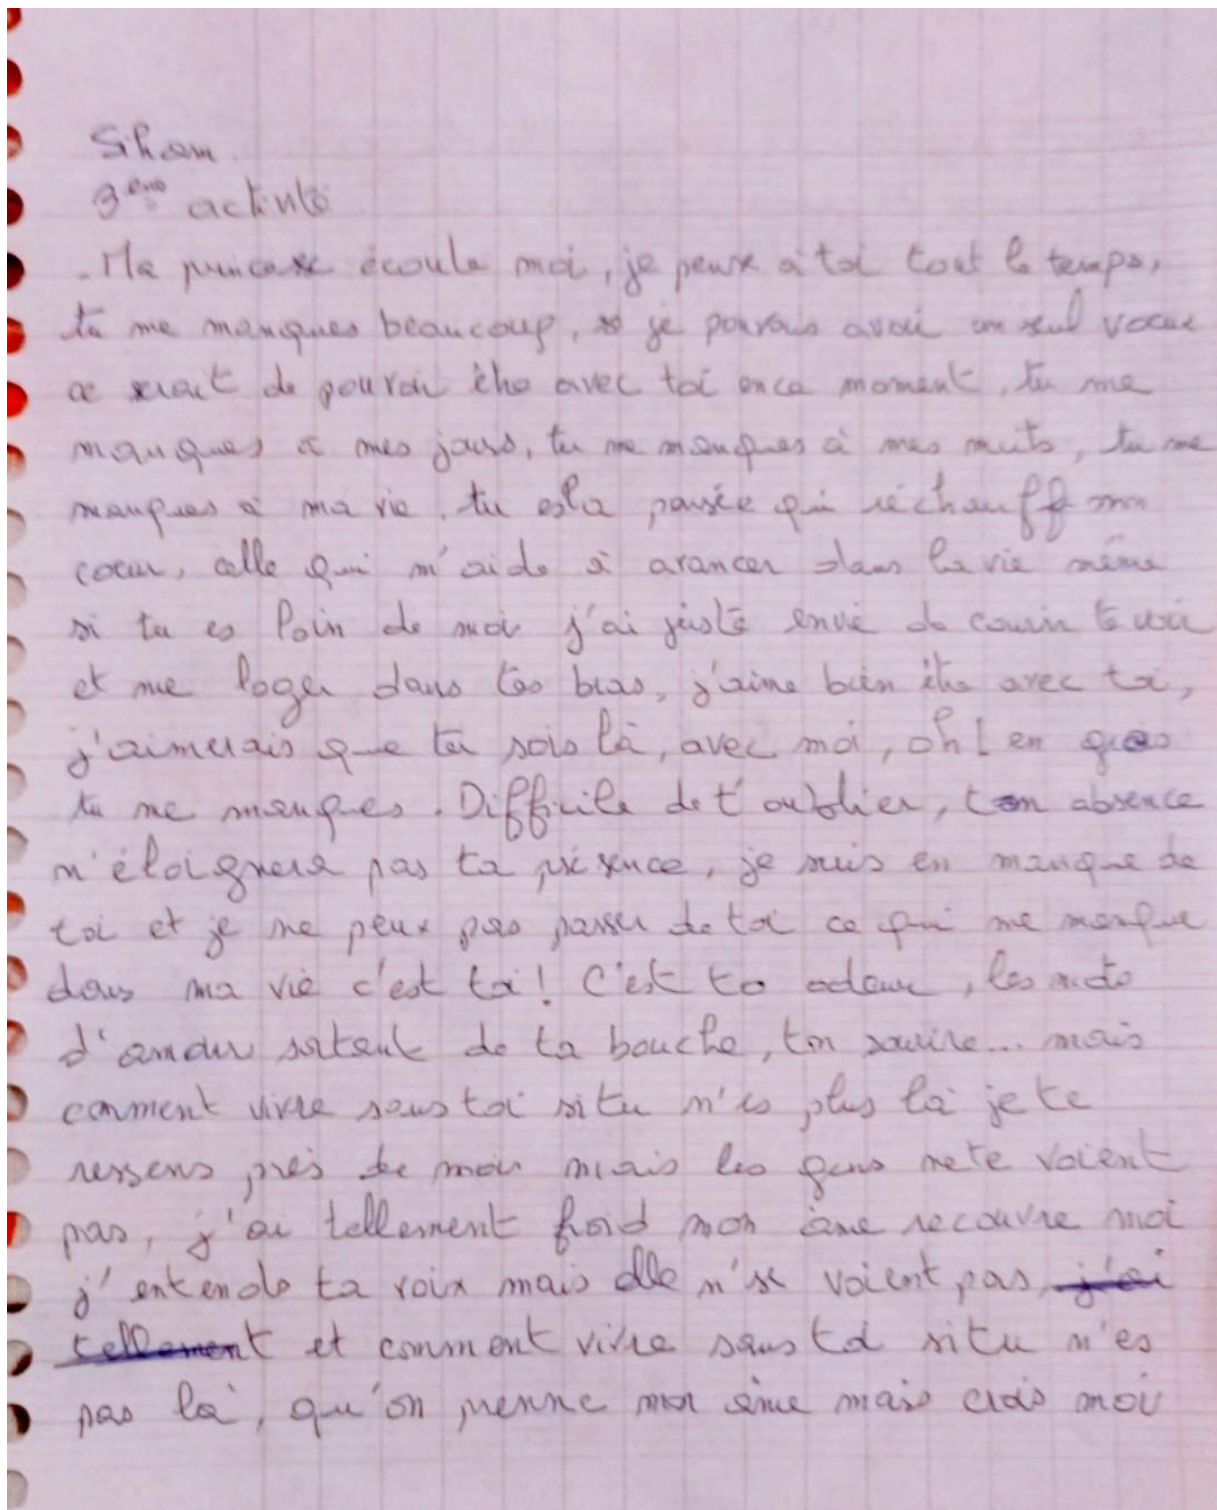 Siham
3ème activité
- Ma princesse écoute moi, je pense à toi tout le temps,
tu me manques beaucoup, si je pouvais avoir un seul voeux
ce serait de pouvoir être avec toi en ce moment, tu me
manques à mes jours, tu me manques à mes nuits, tu me
manques à ma vie. tu es la pensée qui réchauff mon
coeur, celle qui m'aide à avancer dans la vie même
si tu es loin de moi j'ai juste envie de courir te voir
et me loger dans tes bras, j'aime bien être avec toi,
j'aimerais que tu sois là, avec moi, oh ! en gros
tu me manques. Difficile de t'oublier, ton absence
n'éloignera pas ta présence, je suis en manque de
toi et je ne peux pas passer de toi ce qui me manque
dans ma vie c'est toi ! C'est ta odeur, les mots
d'amour sortent de ta bouche, ton sourire... mais
comment vivre sans toi si tu n'es plus là je te
ressens près de moi mais les gens ne te voient
pas, j'ai tellement froid mon âme recouvre moi
j'entends ta voix mais elle n'se voient pas, j'ai
tellement et comment vivre sans toi si tu n'es
pas là, qu'on prenne mon âme mais crois moi